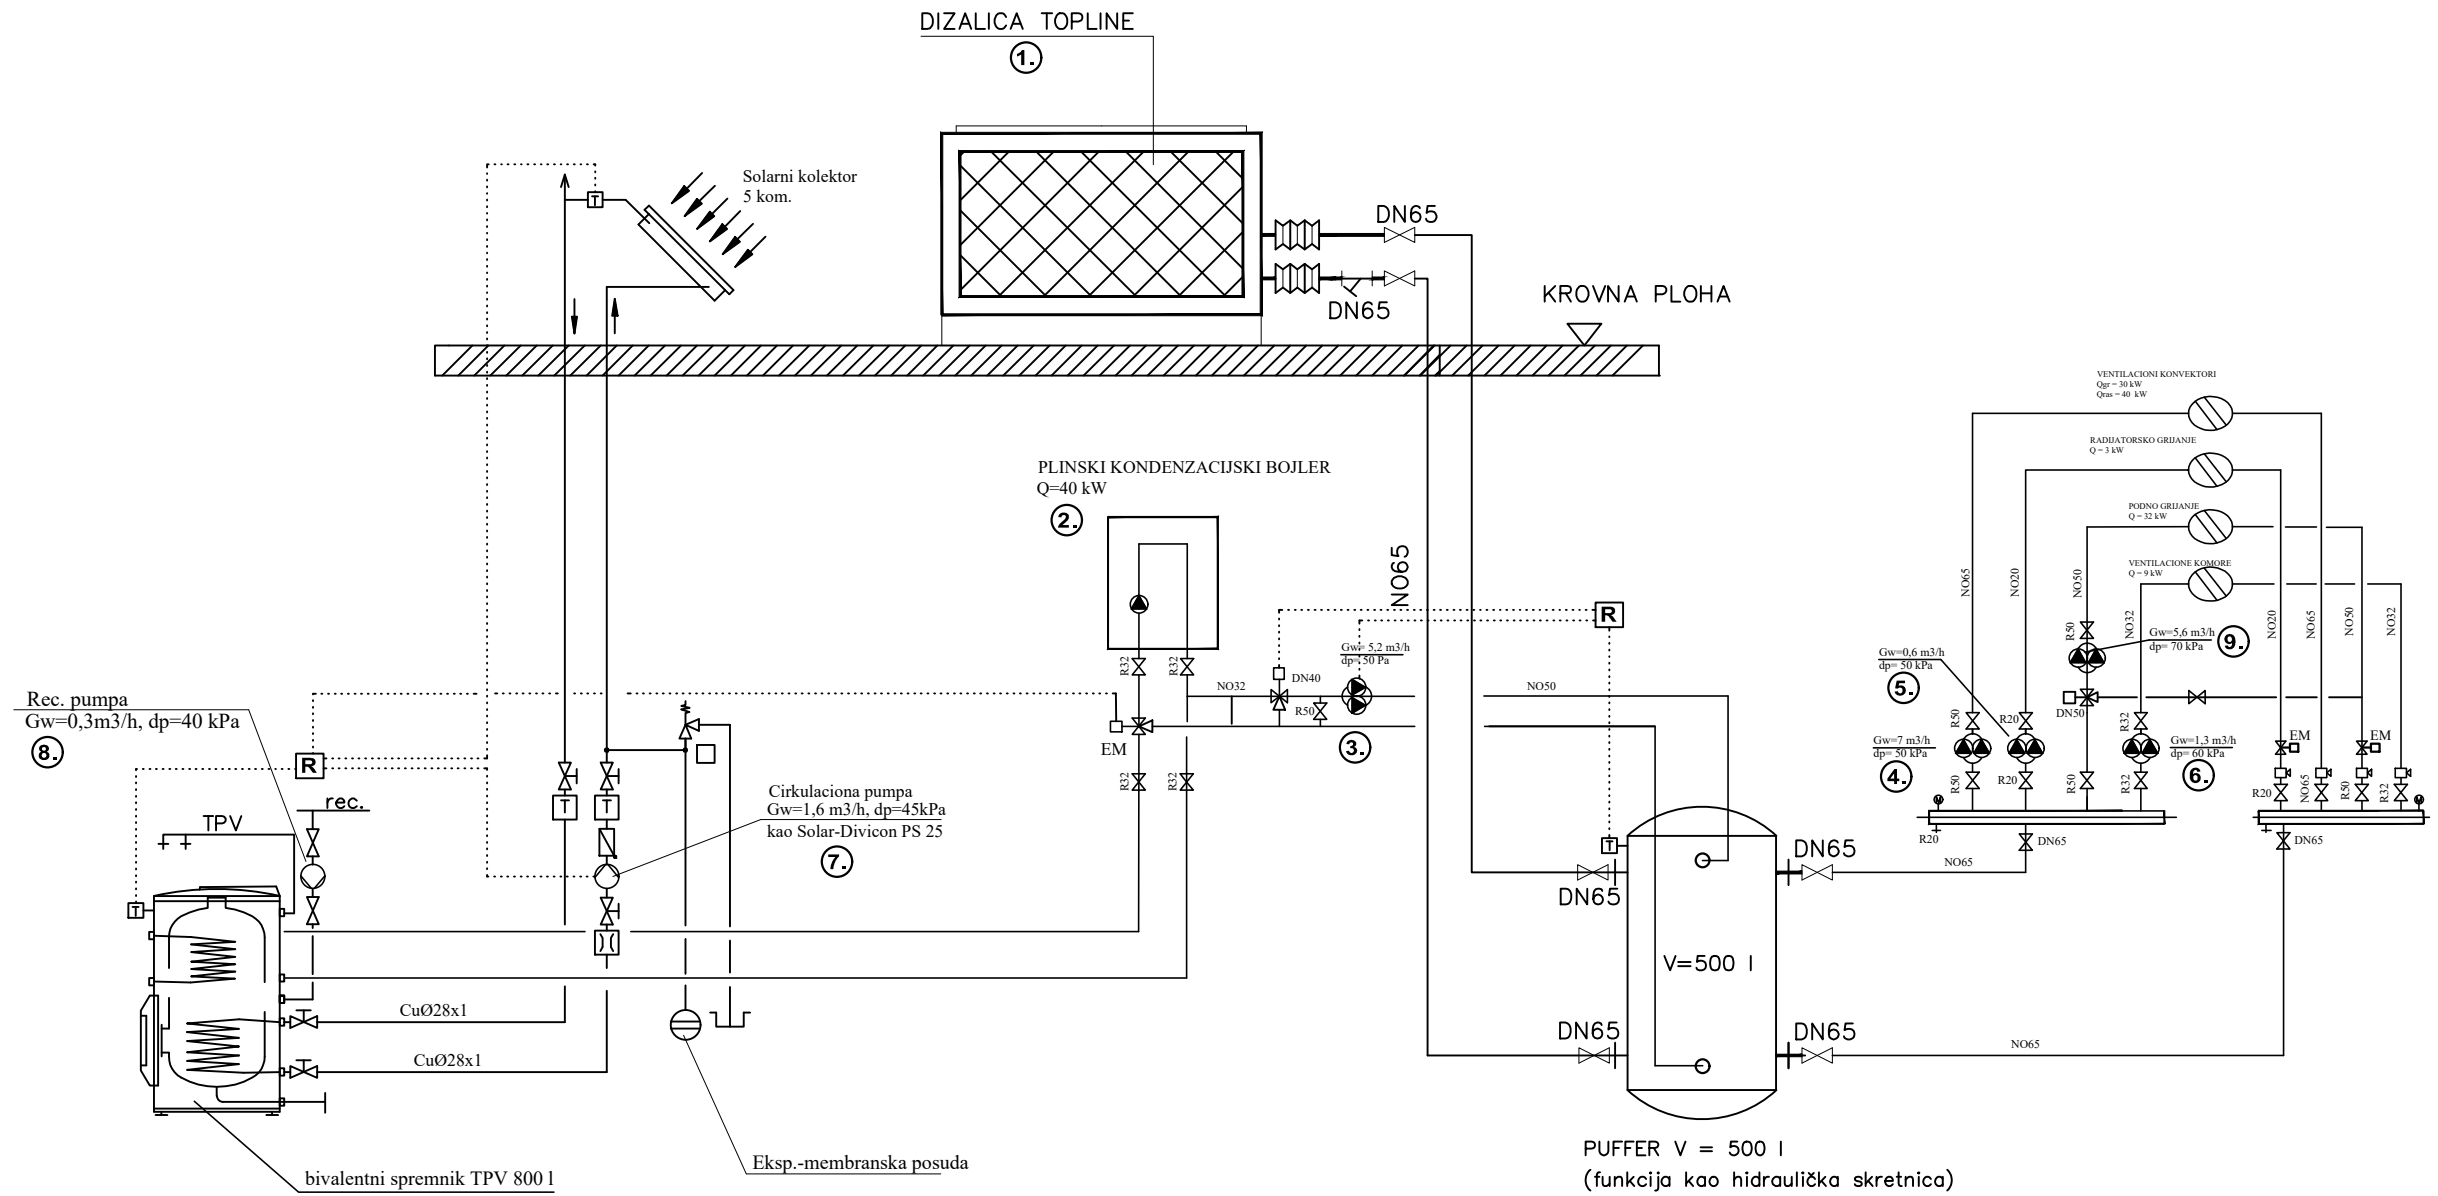 DIZALICA TOPLINE
1.
Solarni kolektor
5 kom.
T
DN65
DN65
KROVNA PLOHA
VENTILACIONI KONVEKTORI
Qgr = 30 kW
Qras = 40 kW
RADIJATORSKO GRIJANJE
Q = 3 kW
PODNO GRIJANJE
Q = 32 kW
VENTILACIONE KOMORE
Q = 9 kW
PLINSKI KONDENZACIJSKI BOJLER
Q=40 kW
2.
NO65
NO65
NO20
NO50
NO32
NO20
NO65
NO50
NO32
R
Gw= 5,2 m3/h
dp= 50 Pa
R32
R32
NO32
DN40
R50
NO50
3.
EM
R32
R32
Gw=5,6 m3/h
dp= 70 kPa
9.
R50
Gw=0,6 m3/h
dp= 50 kPa
5.
DN50
R50
R20
R32
Gw=7 m3/h
dp= 50 kPa
4.
Gw=1,3 m3/h
dp= 60 kPa
6.
R50
R20
R50
R32
EM
EM
R20
NO65
R50
R32
M
M
R20
DN65
DN65
NO65
Rec. pumpa
Gw=0,3m3/h, dp=40 kPa
8.
R
rec.
TPV
T
T
T
Cirkulaciona pumpa
Gw=1,6 m3/h, dp=45kPa
kao Solar-Divicon PS 25
7.
T
DN65
DN65
V=500 l
DN65
DN65
NO65
CuØ28x1
CuØ28x1
Eksp.-membranska posuda
bivalentni spremnik TPV 800 l
PUFFER V = 500 l
(funkcija kao hidraulička skretnica)